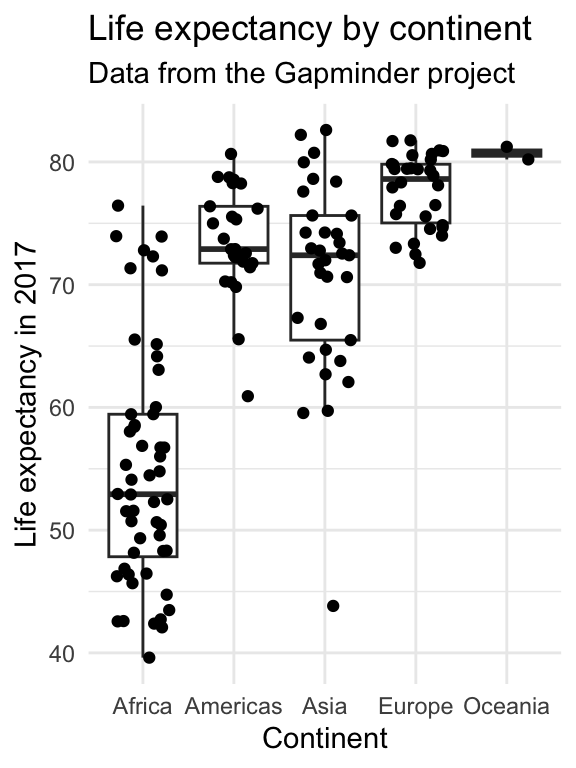 Life expectancy by continent
Data from the Gapminder project
Life expectancy in 2017
80
70
60
50
40
Africa Americas Asia Europe Oceania
Continent